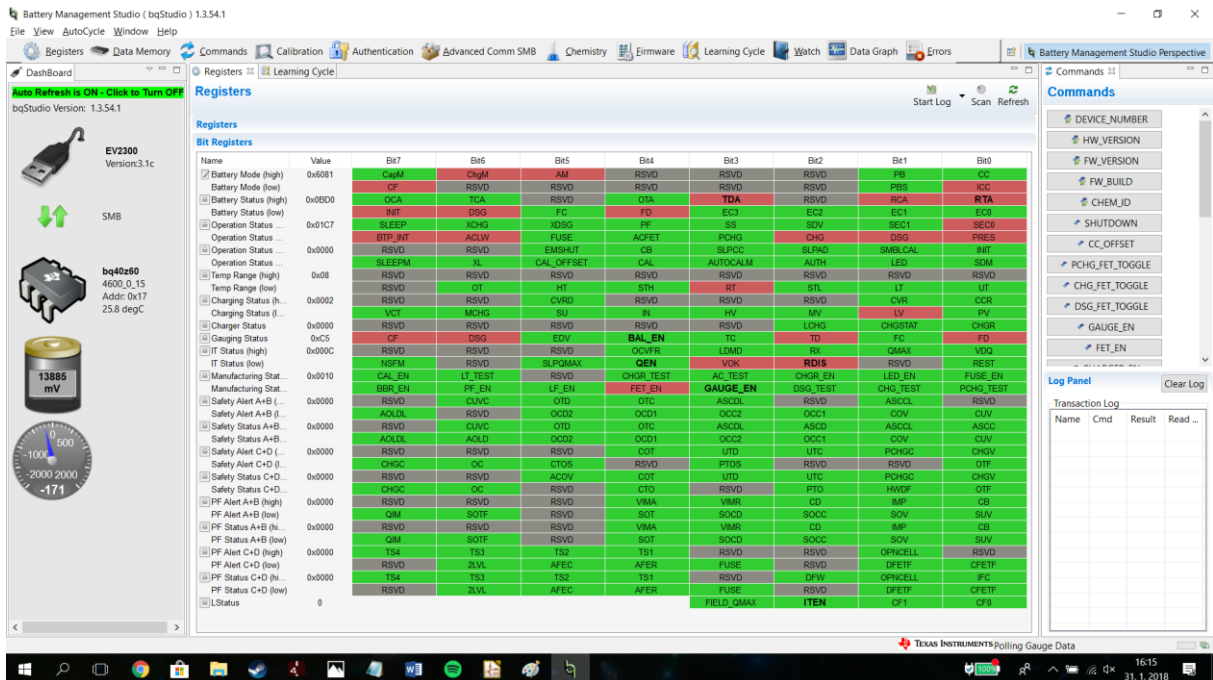 Battery Management Studio ( bqStudio ) 1.3.54.1
File View AutoCycle Window Help
Registers Data Memory Commands Calibration Authentication Advanced Comm SMB Chemistry Firmware Learning Cycle Watch Data Graph Errors Battery Management Studio Perspective
DashBoard
Auto Refresh is ON - Click to Turn OFF
bqStudio Version: 1.3.54.1
EV2300
Version:3.1c
SMB
bq40z60
4600_0_15
Addr: 0x17
25.8 degC
13885
mV
0
500
-1000
-2000 2000
-171
Registers Learning Cycle
Registers
Start Log Scan Refresh
Registers
Bit Registers
Name Value Bit7 Bit6 Bit5 Bit4 Bit3 Bit2 Bit1 Bit0
Battery Mode (high) 0x6081 CapM ChgM AM RSVD RSVD RSVD PB CC
Battery Mode (low) CF RSVD RSVD RSVD RSVD RSVD PBS ICC
Battery Status (high) 0x0BD0 OCA TCA RSVD OTA TDA RSVD RCA RTA
Battery Status (low) INIT DSG FC FD EC3 EC2 EC1 EC0
Operation Status ... 0x01C7 SLEEP XCHG XDSG PF SS SDV SEC1 SEC0
Operation Status ... BTP_INT ACLW FUSE ACFET PCHG CHG DSG PRES
Operation Status ... 0x0000 RSVD RSVD EMSHUT CB SLPCC SLPAD SMBLCAL INIT
Operation Status ... SLEEPM XL CAL_OFFSET CAL AUTOCALM AUTH LED SDM
Temp Range (high) 0x08 RSVD RSVD RSVD RSVD RSVD RSVD RSVD RSVD
Temp Range (low) RSVD OT HT STH RT STL LT UT
Charging Status (h... 0x0002 RSVD RSVD CVRD RSVD RSVD RSVD CVR CCR
Charging Status (l... VCT MCHG SU IN HV MV LV PV
Charger Status 0x0000 RSVD RSVD RSVD RSVD RSVD LCHG CHGSTAT CHGR
Gauging Status 0xC5 CF DSG EDV BAL_EN TC TD FC FD
IT Status (high) 0x000C RSVD RSVD RSVD OCVFR LDMD RX QMAX VDQ
IT Status (low) NSFM RSVD SLPQMAX QEN VOK RDIS RSVD REST
Manufacturing Stat... 0x0010 CAL_EN LT_TEST RSVD CHGR_TEST AC_TEST CHGR_EN LED_EN FUSE_EN
Manufacturing Stat... BBR_EN PF_EN LF_EN FET_EN GAUGE_EN DSG_TEST CHG_TEST PCHG_TEST
Safety Alert A+B (... 0x0000 RSVD CUVC OTD OTC ASCDL RSVD ASCCL RSVD
Safety Alert A+B (l... AOLDL RSVD OCD2 OCD1 OCC2 OCC1 COV CUV
Safety Status A+B... 0x0000 RSVD CUVC OTD OTC ASCDL ASCD ASCCL ASCC
Safety Status A+B... AOLDL AOLD OCD2 OCD1 OCC2 OCC1 COV CUV
Safety Alert C+D (... 0x0000 RSVD RSVD RSVD COT UTD UTC PCHGC CHGV
Safety Alert C+D (l... CHGC OC CTOS RSVD PTOS RSVD RSVD OTF
Safety Status C+D... 0x0000 RSVD RSVD ACOV COT UTD UTC PCHGC CHGV
Safety Status C+D... CHGC OC RSVD CTO RSVD PTO HWDF OTF
PF Alert A+B (high) 0x0000 RSVD RSVD RSVD VIMA VIMR CD IMP CB
PF Alert A+B (low) QIM SOTF RSVD SOT SOCD SOCC SOV SUV
PF Status A+B (hi... 0x0000 RSVD RSVD RSVD VIMA VIMR CD IMP CB
PF Status A+B (low) QIM SOTF RSVD SOT SOCD SOCC SOV SUV
PF Alert C+D (high) 0x0000 TS4 TS3 TS2 TS1 RSVD RSVD OPNCELL RSVD
PF Alert C+D (low) RSVD 2LVL AFEC AFER FUSE RSVD DFETF CFETF
PF Status C+D (hi... 0x0000 TS4 TS3 TS2 TS1 RSVD DFW OPNCELL IFC
PF Status C+D (low) RSVD 2LVL AFEC AFER FUSE RSVD DFETF CFETF
LStatus 0 FIELD_QMAX ITEN CF1 CF0
Commands
Commands
DEVICE_NUMBER
HW_VERSION
FW_VERSION
FW_BUILD
CHEM_ID
SHUTDOWN
CC_OFFSET
PCHG_FET_TOGGLE
CHG_FET_TOGGLE
DSG_FET_TOGGLE
GAUGE_EN
FET_EN
Log Panel Clear Log
Transaction Log
Name Cmd Result Read ...
TEXAS INSTRUMENTS Polling Gauge Data
100%
16:15
31. 1. 2018